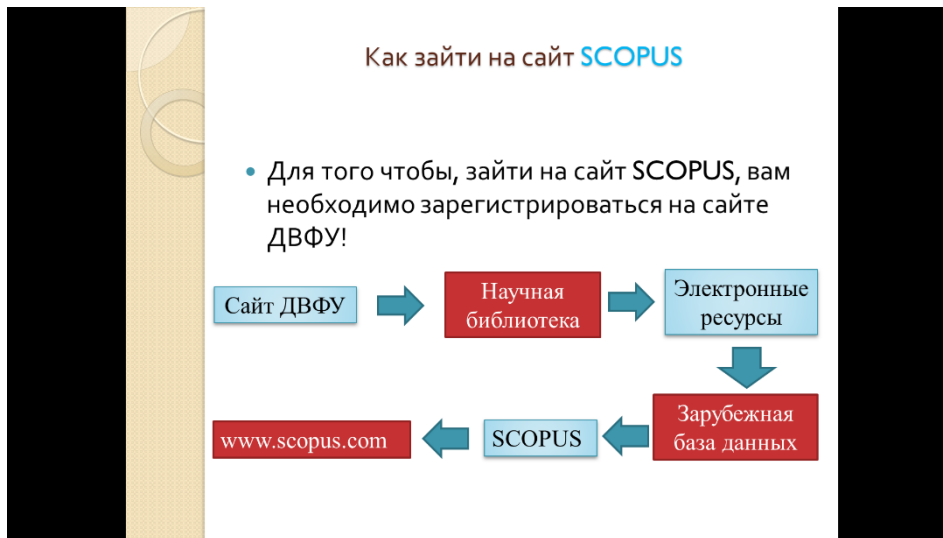 Как зайти на сайт SCOPUS
• Для того чтобы, зайти на сайт SCOPUS, вам
необходимо зарегистрироваться на сайте
ДВФУ!
Сайт ДВФУ
Научная
библиотека
Электронные
ресурсы
Зарубежная
база данных
SCOPUS
www.scopus.com